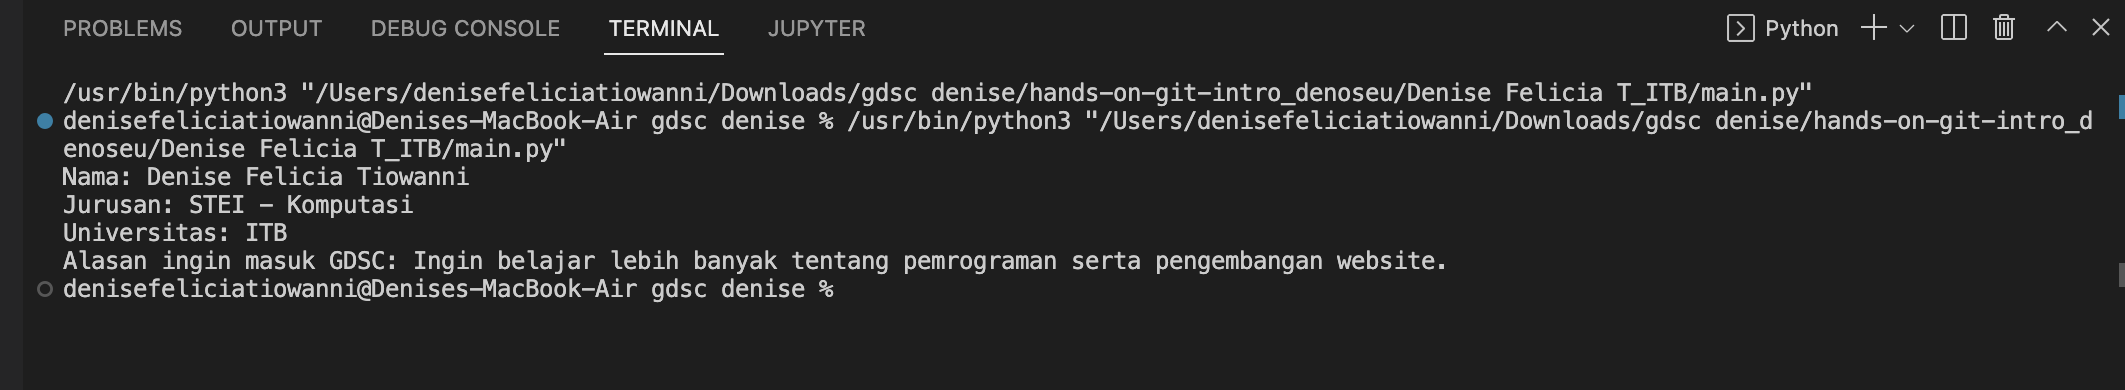 PROBLEMS OUTPUT DEBUG CONSOLE TERMINAL JUPYTER Python
/usr/bin/python3 "/Users/denisefeliciatiowanni/Downloads/gdsc denise/hands-on-git-intro_denoseu/Denise Felicia T_ITB/main.py"
denisefeliciatiowanni@Denises-MacBook-Air gdsc denise % /usr/bin/python3 "/Users/denisefeliciatiowanni/Downloads/gdsc denise/hands-on-git-intro_d
enoseu/Denise Felicia T_ITB/main.py"
Nama: Denise Felicia Tiowanni
Jurusan: STEI - Komputasi
Universitas: ITB
Alasan ingin masuk GDSC: Ingin belajar lebih banyak tentang pemrograman serta pengembangan website.
denisefeliciatiowanni@Denises-MacBook-Air gdsc denise %